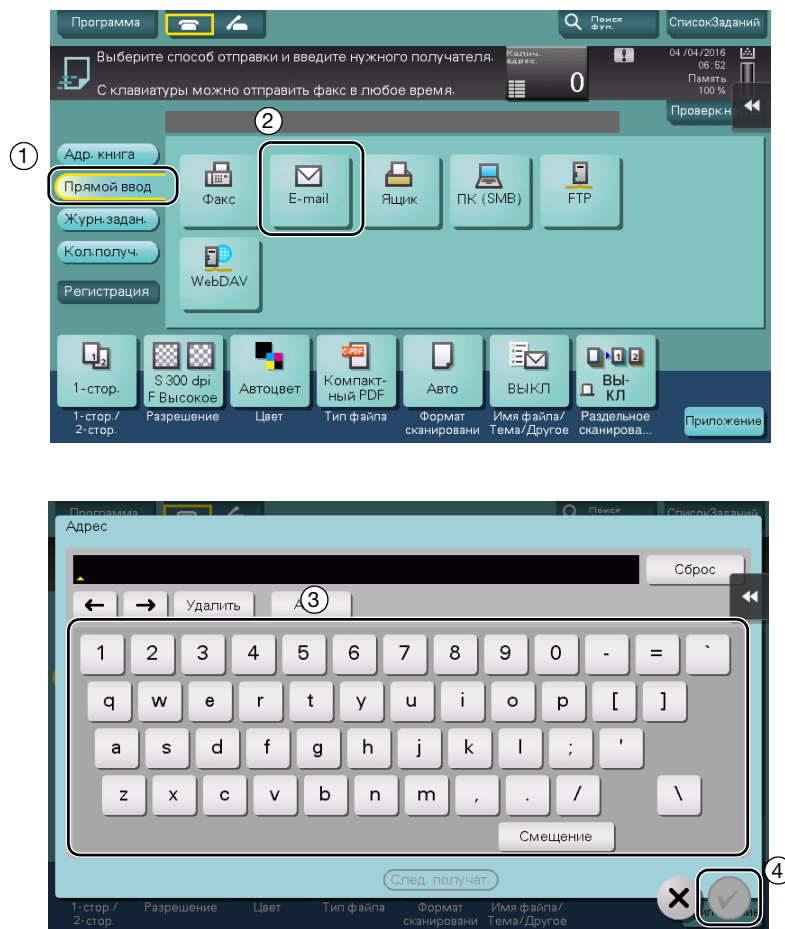 Программа
Поиск фун.
СписокЗаданий
Выберите способ отправки и введите нужного получателя.
С клавиатуры можно отправить факс в любое время.
Колич. адрес.
0
04/04/2016
06:52
Память
100 %
Проверк.н
①
②
Адр. книга
Прямой ввод
Журн.задан.
Кол.получ.
Регистрация
Факс
E-mail
Ящик
ПК (SMB)
FTP
WebDAV
1-стор.
S 300 dpi
F Высокое
Автоцвет
Компакт-
ный PDF
Авто
ВЫКЛ
ВЫ-
КЛ
1-стор./
2-стор.
Разрешение
Цвет
Тип файла
Формат
сканировани
Имя файла/
Тема/Другое
Раздельное
сканирова...
Приложение
Программа
Поиск
СписокЗаданий
Адрес
Сброс
← → Удалить
③
1 2 3 4 5 6 7 8 9 0 - = `
q w e r t y u i o p [ ]
a s d f g h j k l ; '
z x c v b n m , . / \
Смещение
След. получат.
④
1-стор./
2-стор.
Разрешение
Цвет
Тип файла
Формат
сканировани
Имя файла/
Тема/Другое